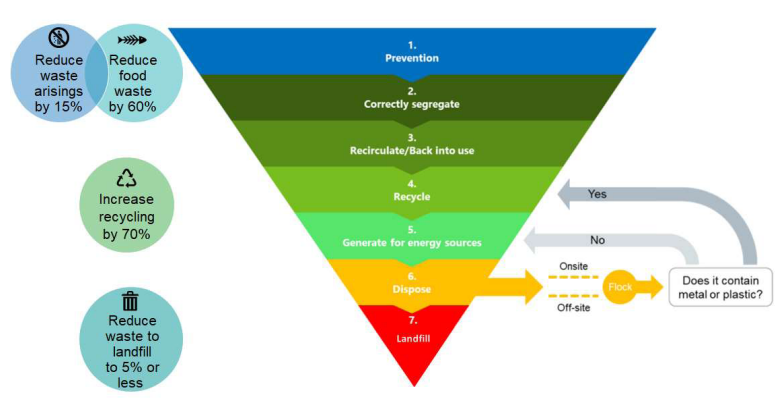 Reduce
waste
arisings
by 15%
Reduce
food
waste
by 60%
Increase
recycling
by 70%
Reduce
waste to
landfill
to 5% or
less
1.
Prevention
2.
Correctly segregate
3.
Recirculate/Back into use
4.
Recycle
5.
Generate for energy sources
6.
Dispose
7.
Landfill
Yes
No
Onsite
Off-site
Flock
Does it contain
metal or plastic?